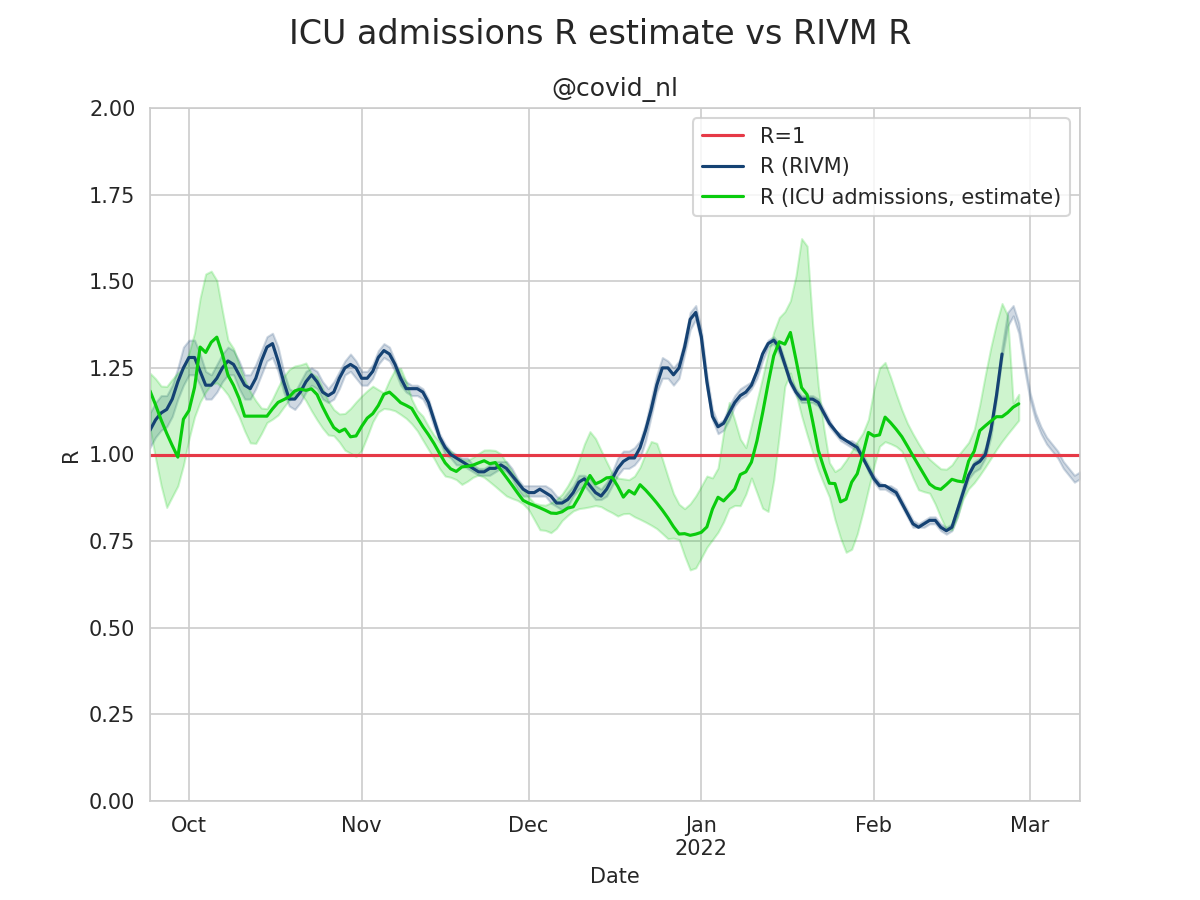 ICU admissions R estimate vs RIVM R
@covid_nl
2.00
1.75
1.50
1.25
1.00
0.75
0.50
0.25
0.00
R
R=1
R (RIVM)
R (ICU admissions, estimate)
Oct Nov Dec Jan Feb Mar
2022
Date